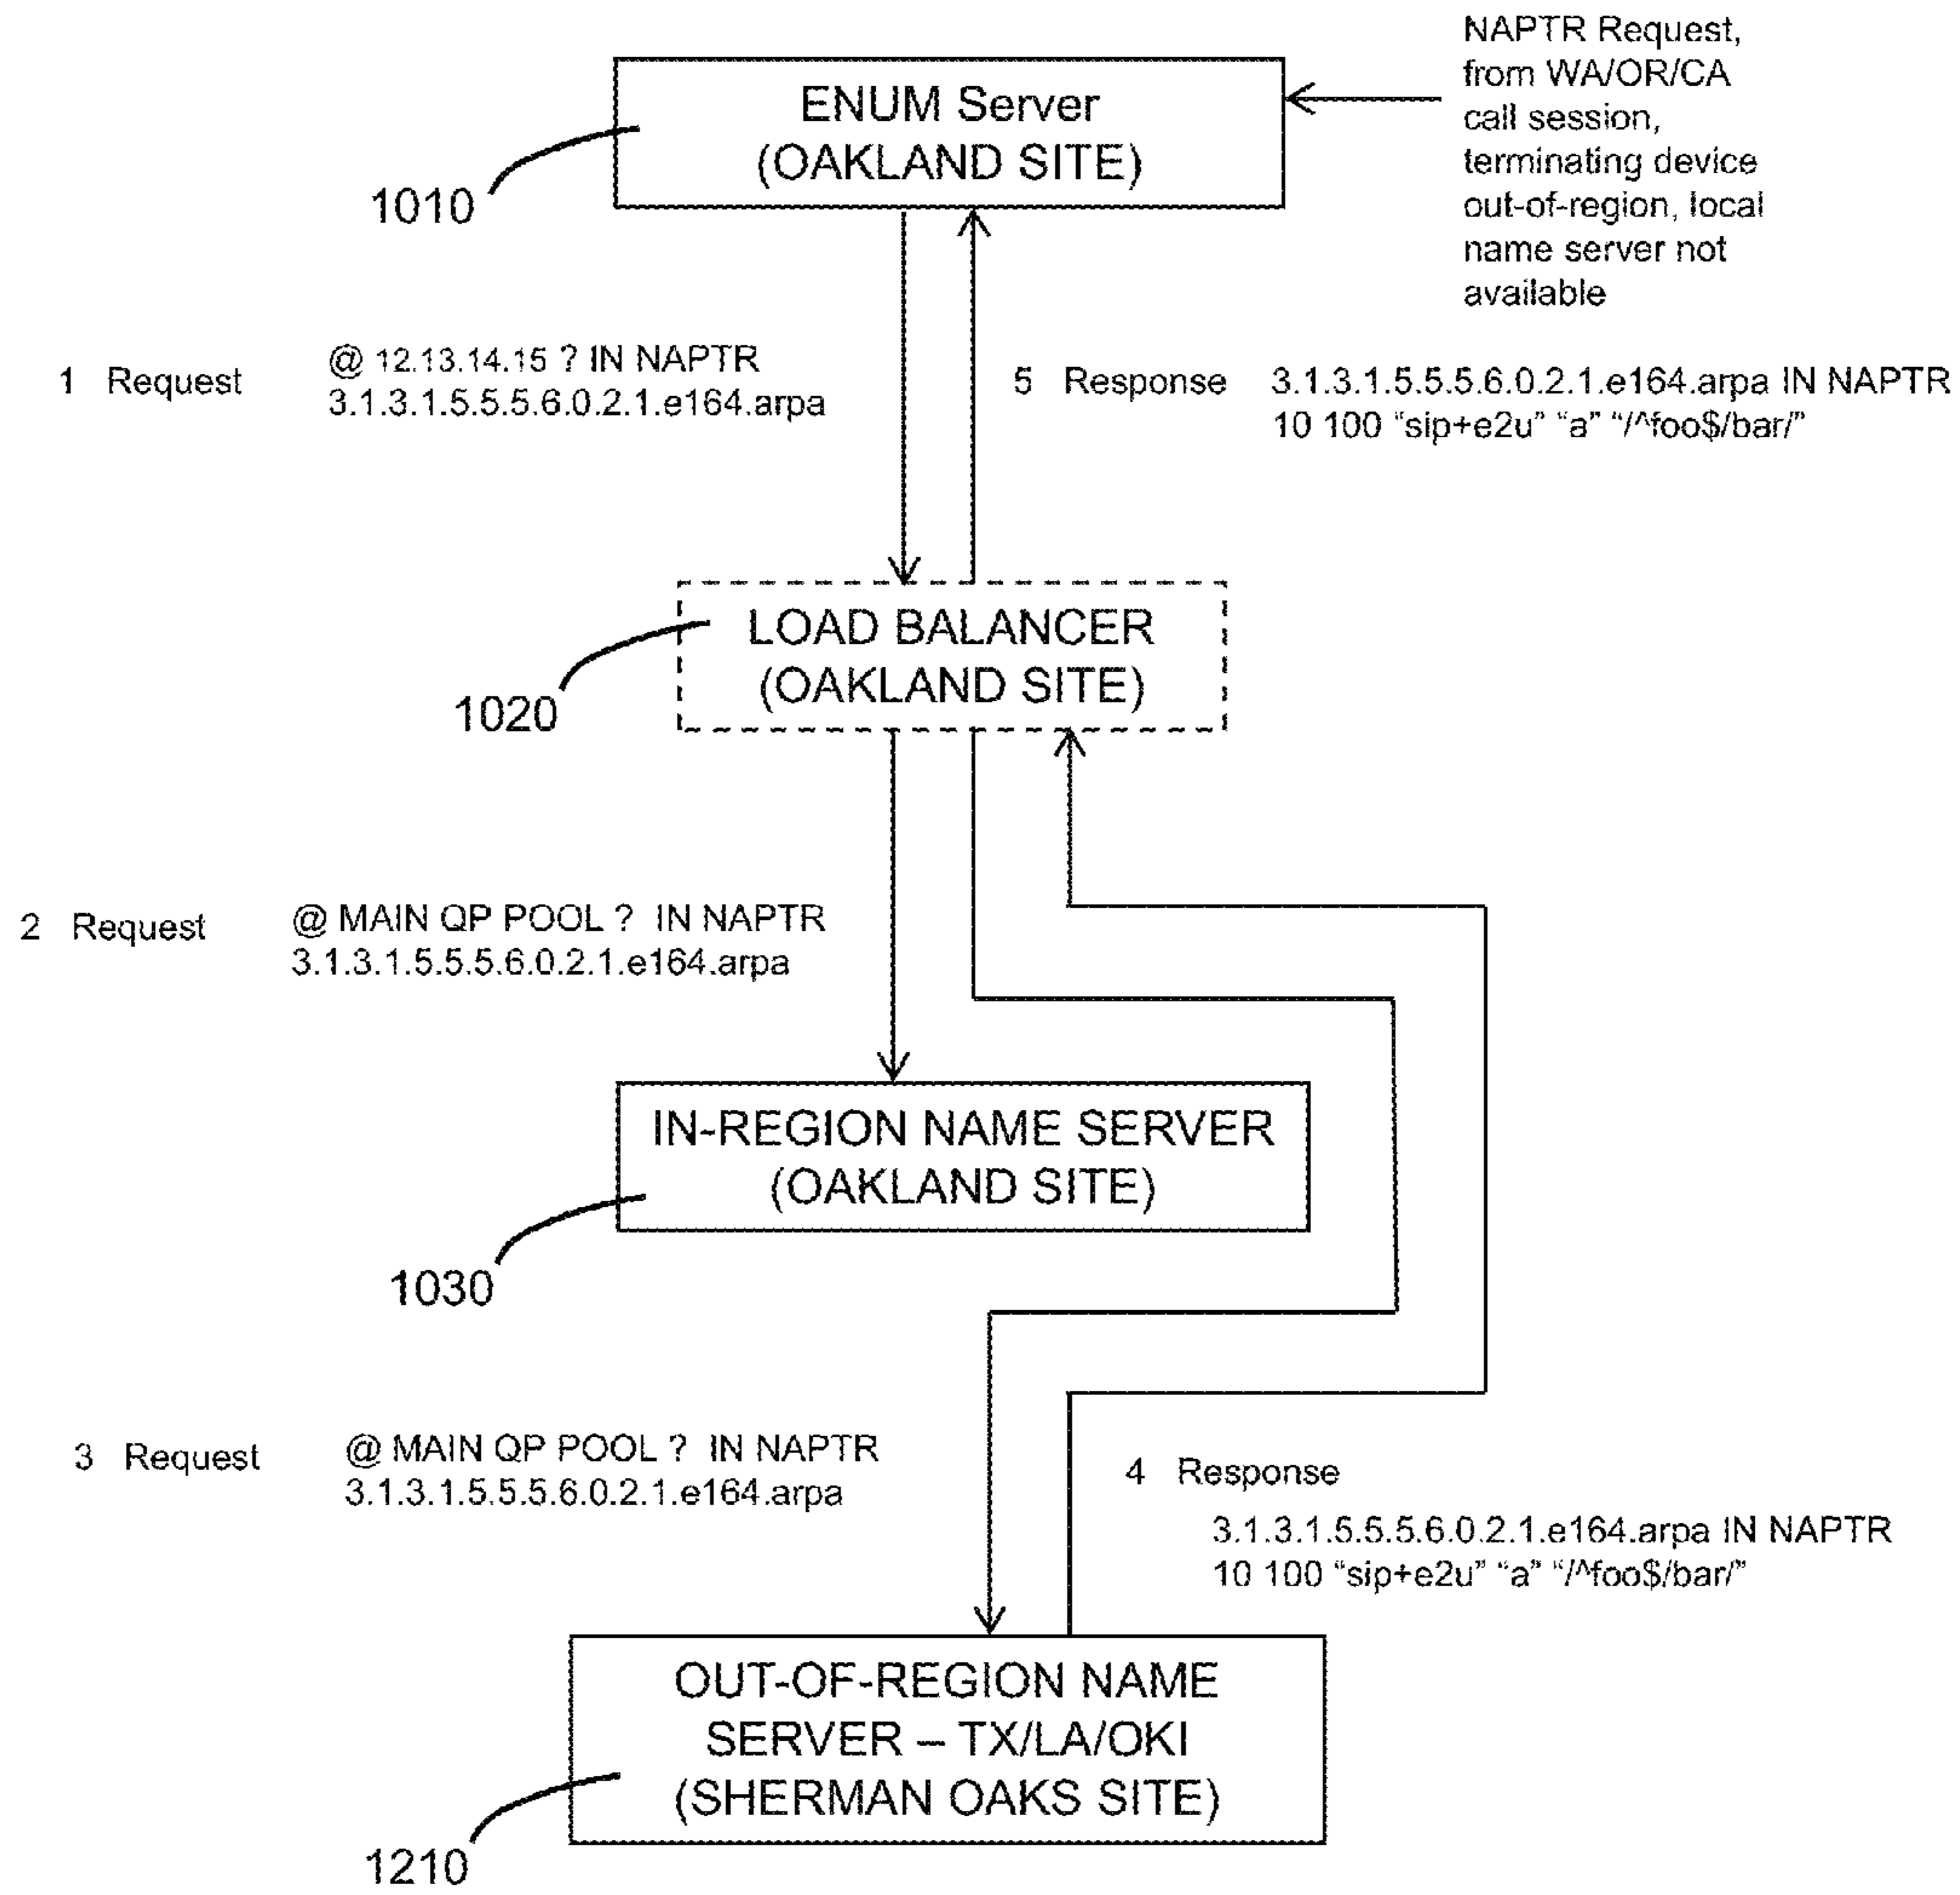 NAPTR Request,
from WA/OR/CA
call session,
terminating device
out-of-region, local
name server not
available
ENUM Server
(OAKLAND SITE)
1010
1 Request
@ 12.13.14.15 ? IN NAPTR
3.1.3.1.5.5.5.6.0.2.1.e164.arpa
5 Response
3.1.3.1.5.5.5.6.0.2.1.e164.arpa IN NAPTR
10 100 “sip+e2u” “a” “/^foo$/bar/”
LOAD BALANCER
(OAKLAND SITE)
1020
2 Request
@ MAIN QP POOL ? IN NAPTR
3.1.3.1.5.5.5.6.0.2.1.e164.arpa
IN-REGION NAME SERVER
(OAKLAND SITE)
1030
3 Request
@ MAIN QP POOL ? IN NAPTR
3.1.3.1.5.5.5.6.0.2.1.e164.arpa
4 Response
3.1.3.1.5.5.5.6.0.2.1.e164.arpa IN NAPTR
10 100 “sip+e2u” “a” “/^foo$/bar/”
OUT-OF-REGION NAME
SERVER – TX/LA/OKI
(SHERMAN OAKS SITE)
1210